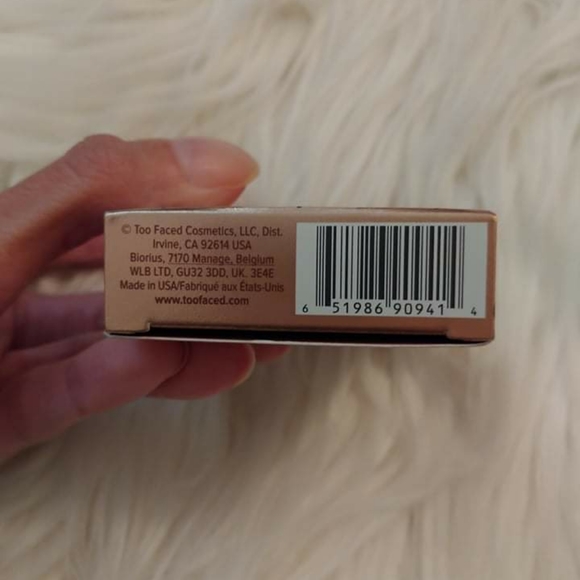 © Too Faced Cosmetics, LLC, Dist.
Irvine, CA 92614 USA
Biorius, 7170 Manage, Belgium
WLB LTD, GU32 3DD, UK. 3E4E
Made in USA/Fabriqué aux États-Unis
www.toofaced.com
6 51986 90941 4